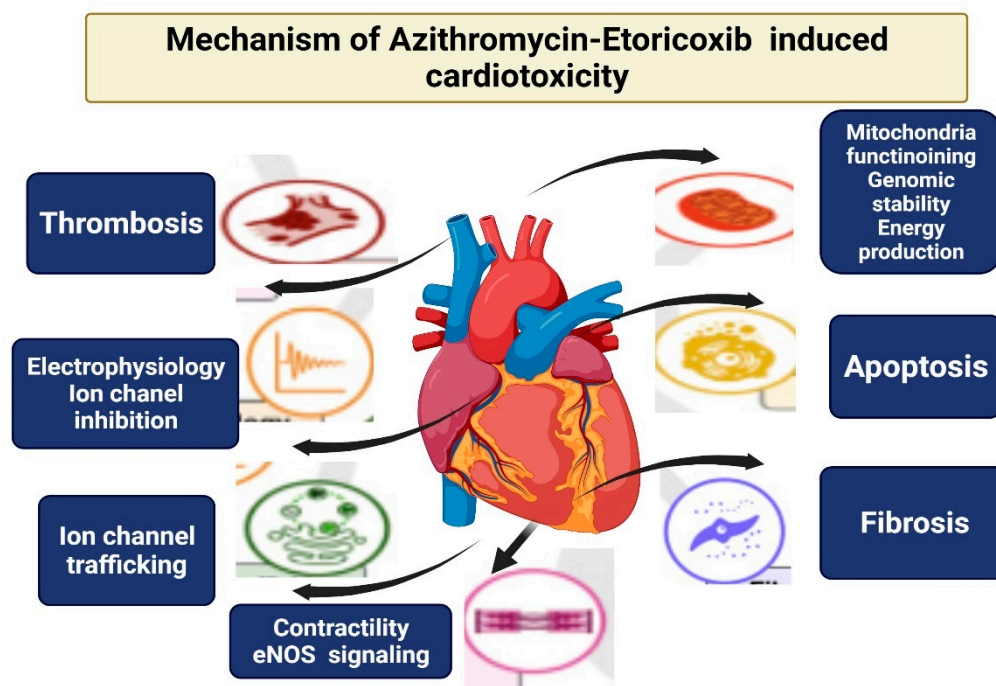 Mechanism of Azithromycin-Etoricoxib induced
cardiotoxicity
Thrombosis
Electrophysiology
Ion chanel
inhibition
Ion channel
trafficking
Contractility
eNOS signaling
Mitochondria
functinoining
Genomic
stability
Energy
production
Apoptosis
Fibrosis